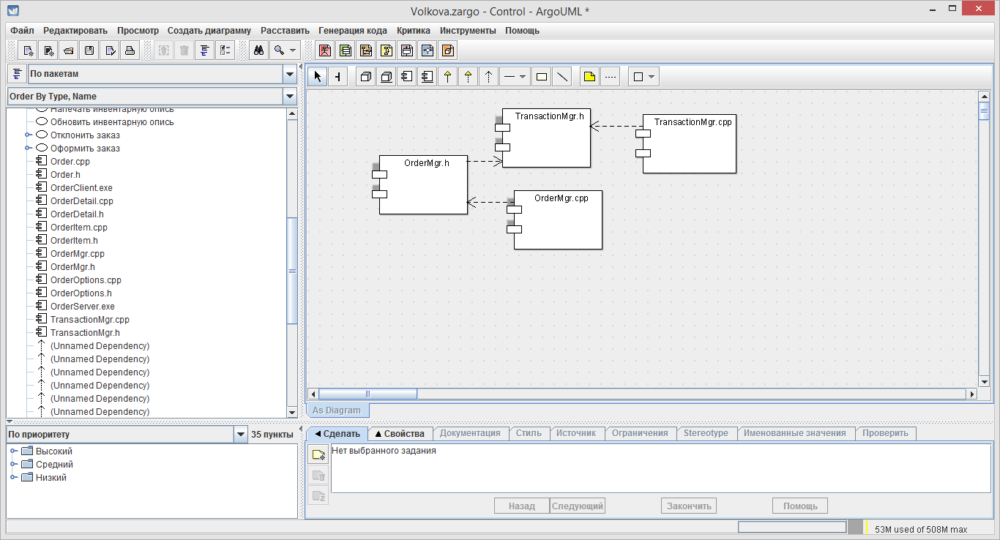 Volkova.zargo - Control - ArgoUML *
Файл Редактировать Просмотр Создать диаграмму Расставить Генерация кода Критика Инструменты Помощь
По пакетам
Order By Type, Name
Напечать инвентарную опись
Обновить инвентарную опись
Отклонить заказ
Оформить заказ
Order.cpp
Order.h
OrderClient.exe
OrderDetail.cpp
OrderDetail.h
OrderItem.cpp
OrderItem.h
OrderMgr.cpp
OrderMgr.h
OrderOptions.cpp
OrderOptions.h
OrderServer.exe
TransactionMgr.cpp
TransactionMgr.h
(Unnamed Dependency)
(Unnamed Dependency)
(Unnamed Dependency)
(Unnamed Dependency)
(Unnamed Dependency)
(Unnamed Dependency)
TransactionMgr.h
TransactionMgr.cpp
OrderMgr.h
OrderMgr.cpp
As Diagram
По приоритету 35 пункты
Высокий
Средний
Низкий
Сделать Свойства Документация Стиль Источник Ограничения Stereotype Именованные значения Проверить
Нет выбранного задания
Назад Следующий Закончить Помощь
53M used of 508M max